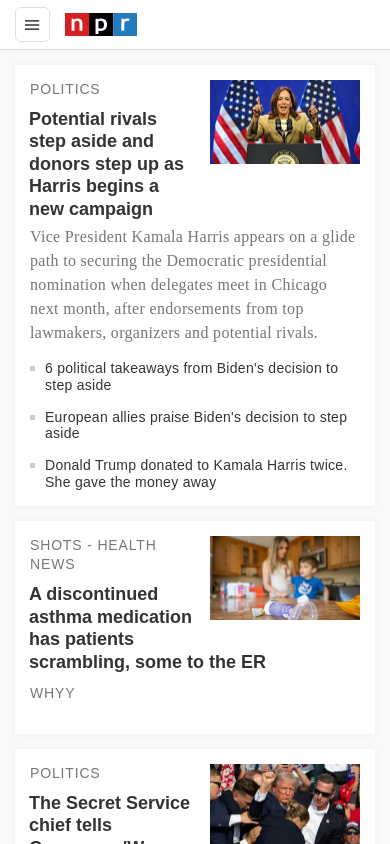 npr
POLITICS
Potential rivals
step aside and
donors step up as
Harris begins a
new campaign
Vice President Kamala Harris appears on a glide
path to securing the Democratic presidential
nomination when delegates meet in Chicago
next month, after endorsements from top
lawmakers, organizers and potential rivals.
6 political takeaways from Biden's decision to
step aside
European allies praise Biden's decision to step
aside
Donald Trump donated to Kamala Harris twice.
She gave the money away
SHOTS - HEALTH
NEWS
A discontinued
asthma medication
has patients
scrambling, some to the ER
WHYY
POLITICS
The Secret Service
chief tells